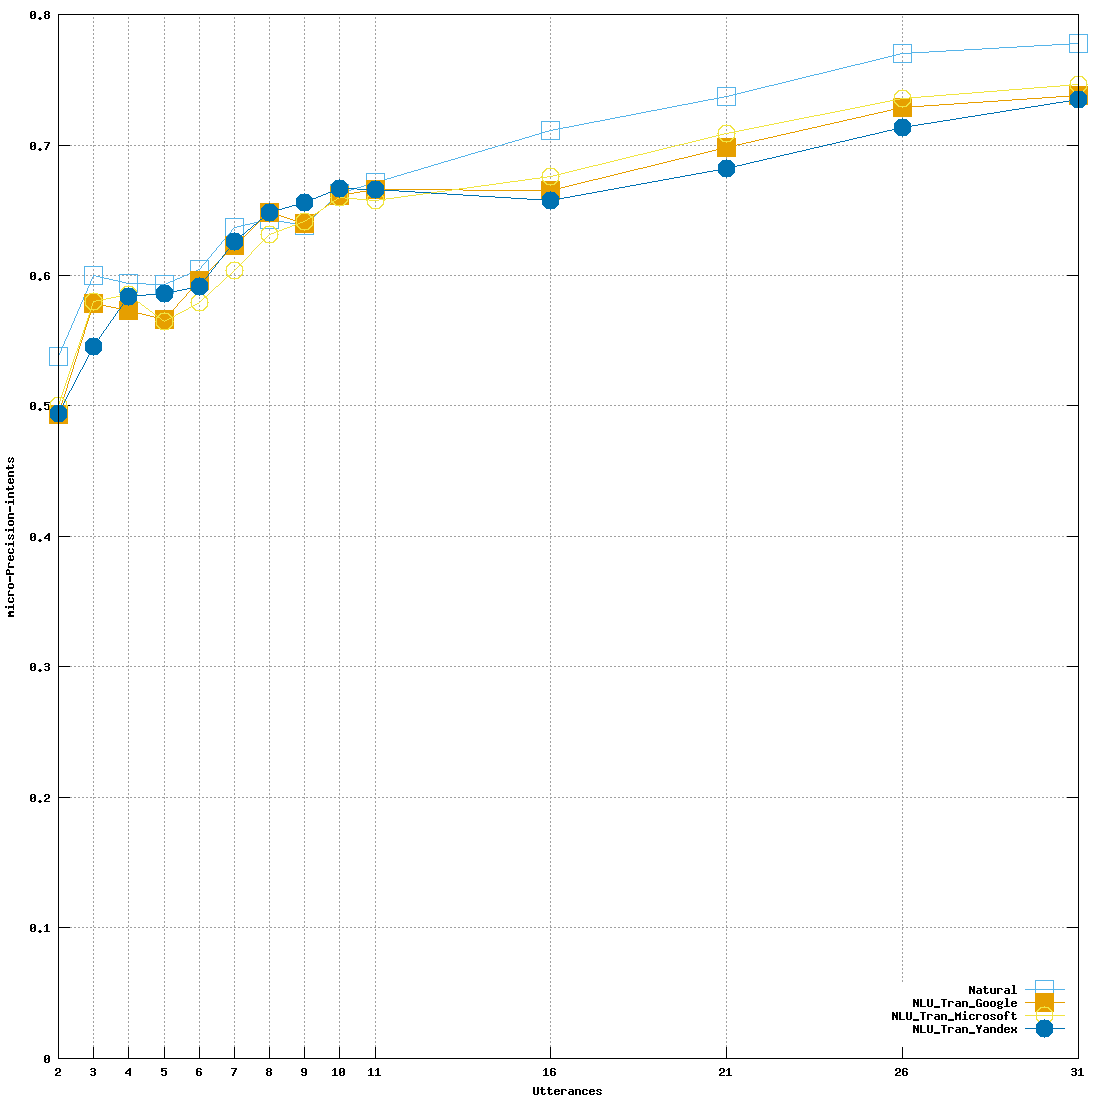 0.8
0.7
0.6
0.5
0.4
0.3
0.2
0.1
0
micro-Precision-intents
2 3 4 5 6 7 8 9 10 11 16 21 26 31
Utterances
Natural
NLU_Tran_Google
NLU_Tran_Microsoft
NLU_Tran_Yandex